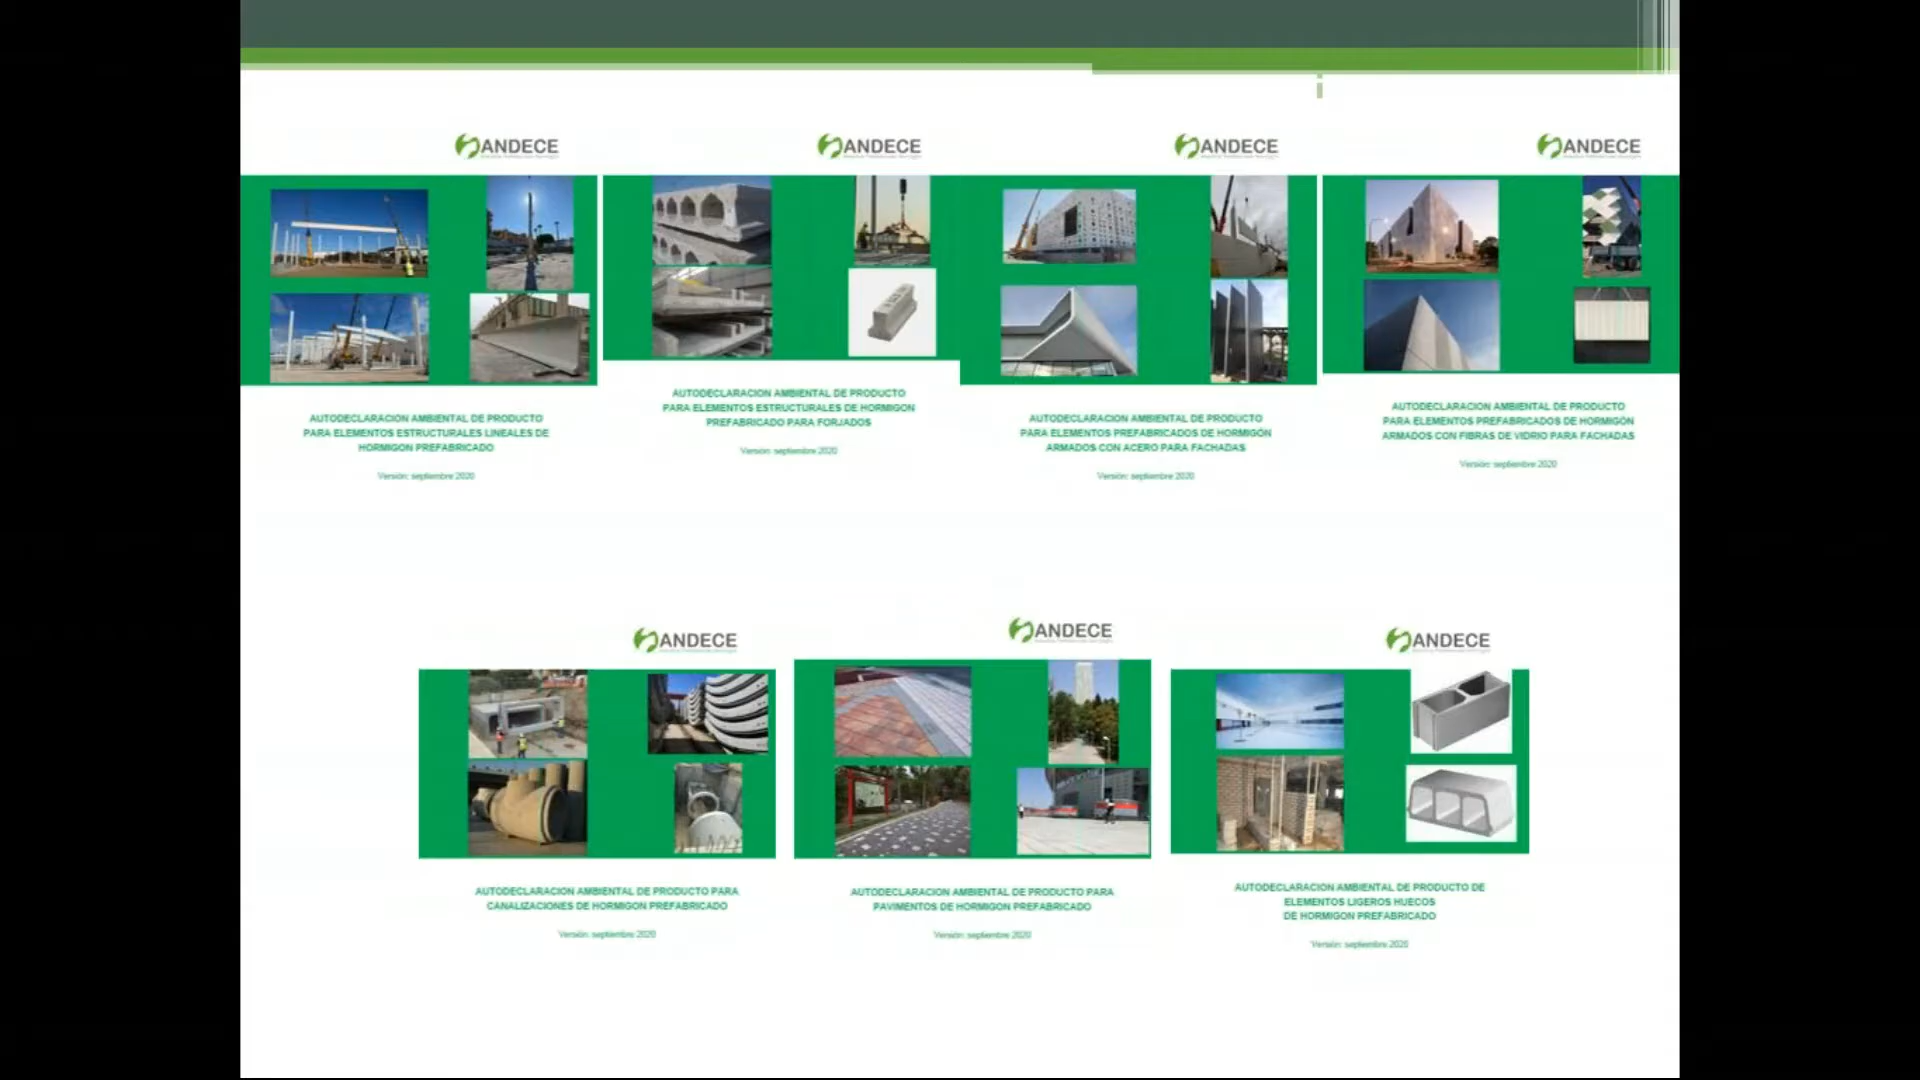 ANDECE
AUTODECLARACION AMBIENTAL DE PRODUCTO
PARA ELEMENTOS ESTRUCTURALES LINEALES DE
HORMIGON PREFABRICADO
Versión: septiembre 2020
ANDECE
AUTODECLARACION AMBIENTAL DE PRODUCTO
PARA ELEMENTOS ESTRUCTURALES DE HORMIGON
PREFABRICADO PARA FORJADOS
Versión: septiembre 2020
ANDECE
AUTODECLARACION AMBIENTAL DE PRODUCTO
PARA ELEMENTOS PREFABRICADOS DE HORMIGÓN
ARMADOS CON ACERO PARA FACHADAS
Versión: septiembre 2020
ANDECE
AUTODECLARACION AMBIENTAL DE PRODUCTO
PARA ELEMENTOS PREFABRICADOS DE HORMIGÓN
ARMADOS CON FIBRAS DE VIDRIO PARA FACHADAS
Versión: septiembre 2020
ANDECE
AUTODECLARACION AMBIENTAL DE PRODUCTO PARA
CANALIZACIONES DE HORMIGON PREFABRICADO
Versión: septiembre 2020
ANDECE
AUTODECLARACION AMBIENTAL DE PRODUCTO PARA
PAVIMENTOS DE HORMIGON PREFABRICADO
Versión: septiembre 2020
ANDECE
AUTODECLARACION AMBIENTAL DE PRODUCTO DE
ELEMENTOS LIGEROS HUECOS
DE HORMIGON PREFABRICADO
Versión: septiembre 2020